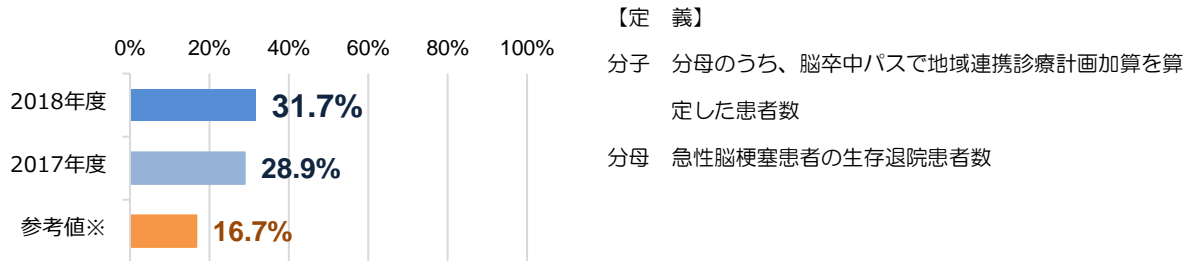 0% 20% 40% 60% 80% 100%
2018年度 31.7%
2017年度 28.9%
参考値※ 16.7%
【定 義】
分子 分母のうち、脳卒中パスで地域連携診療計画加算を算
定した患者数
分母 急性脳梗塞患者の生存退院患者数